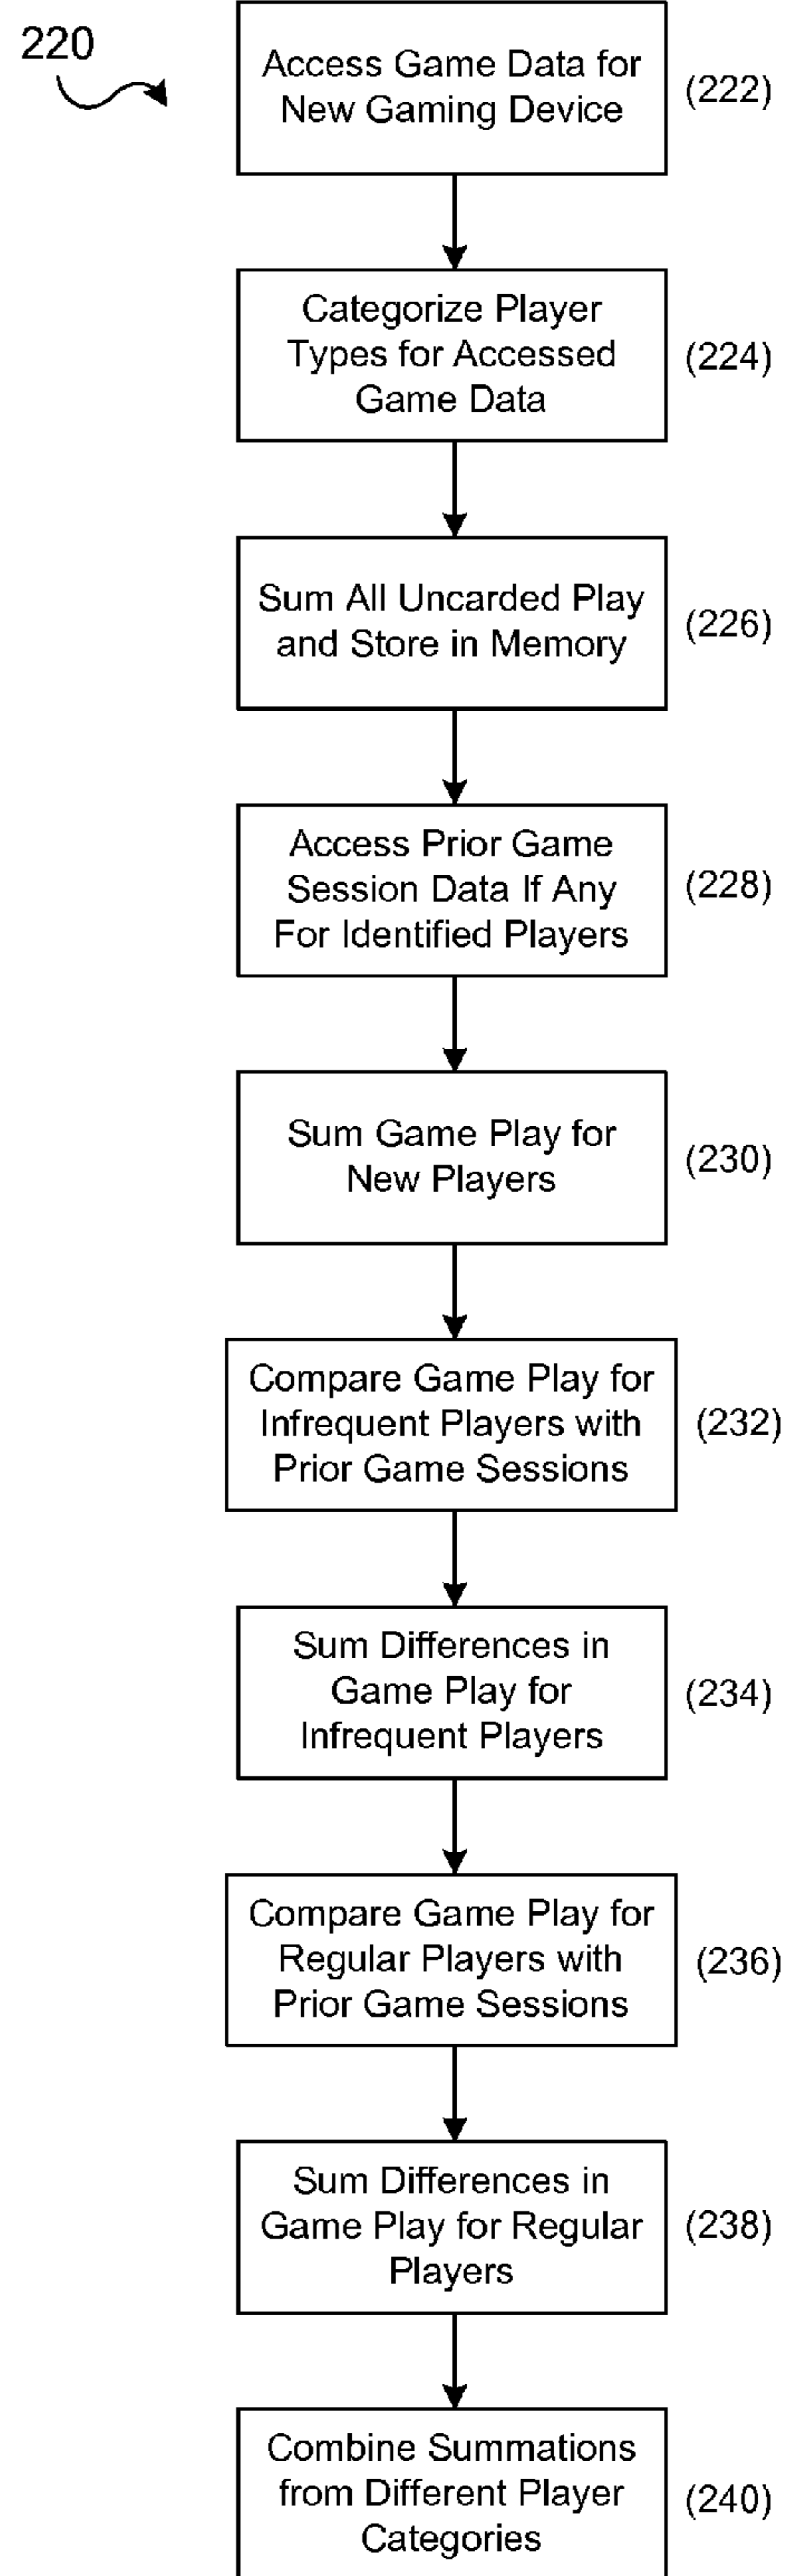 220
Access Game Data for
New Gaming Device
(222)
Categorize Player
Types for Accessed
Game Data
(224)
Sum All Uncarded Play
and Store in Memory
(226)
Access Prior Game
Session Data If Any
For Identified Players
(228)
Sum Game Play for
New Players
(230)
Compare Game Play for
Infrequent Players with
Prior Game Sessions
(232)
Sum Differences in
Game Play for
Infrequent Players
(234)
Compare Game Play for
Regular Players with
Prior Game Sessions
(236)
Sum Differences in
Game Play for Regular
Players
(238)
Combine Summations
from Different Player
Categories
(240)